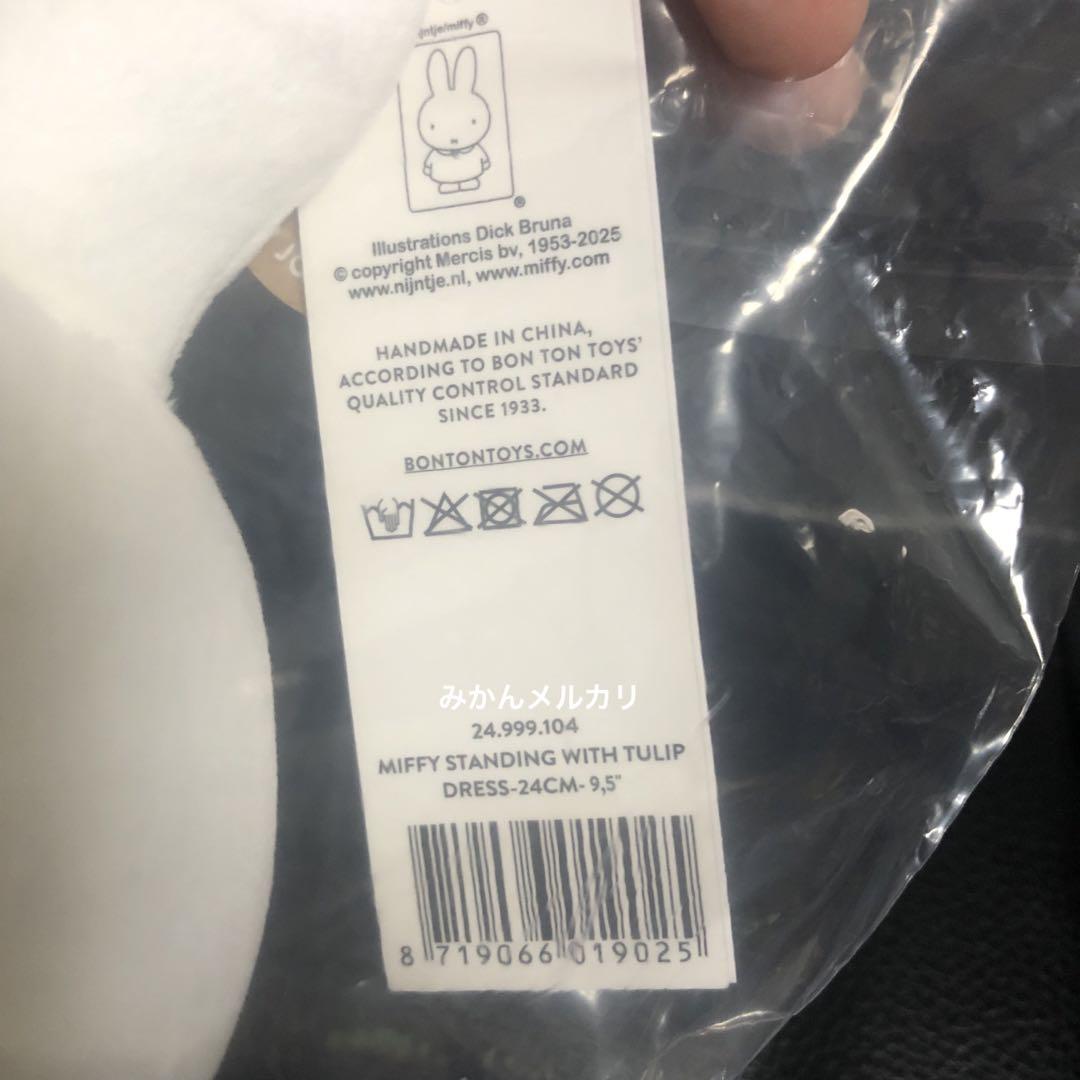 nijntje/miffy®
®
Illustrations Dick Bruna
© copyright Mercis bv, 1953-2025
www.nijntje.nl, www.miffy.com
HANDMADE IN CHINA,
ACCORDING TO BON TON TOYS'
QUALITY CONTROL STANDARD
SINCE 1933.
BONTONTOYS.COM
みかんメルカリ
24.999.104
MIFFY STANDING WITH TULIP
DRESS-24CM- 9,5"
8 719066 019025